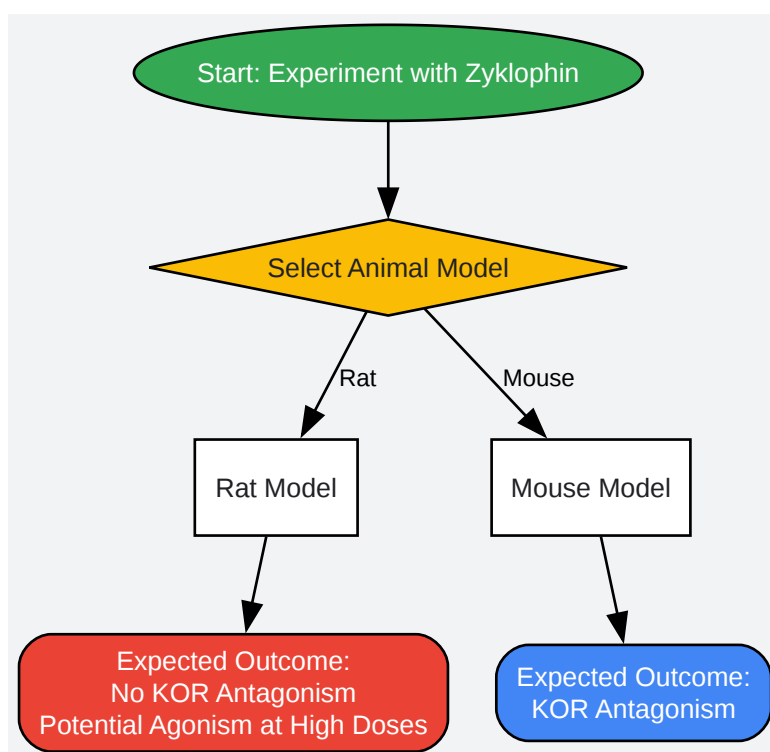 Start: Experiment with Zyklophin
Select Animal Model
Rat
Mouse
Rat Model
Mouse Model
Expected Outcome:
No KOR Antagonism
Potential Agonism at High Doses
Expected Outcome:
KOR Antagonism